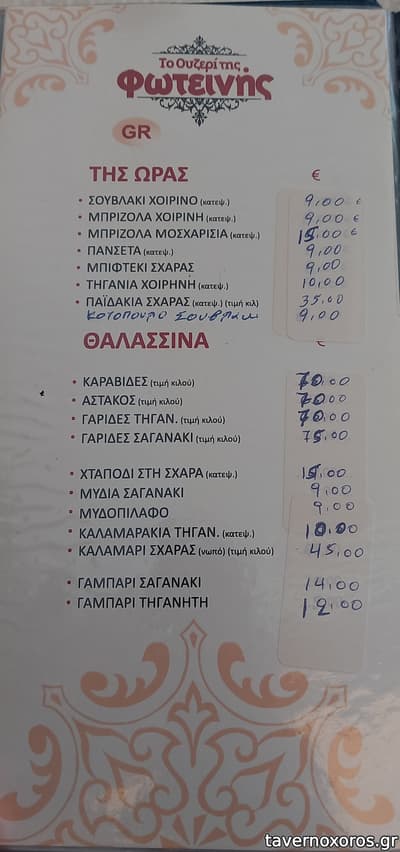 Το Ουζερί της
Φωτεινής
GR
ΤΗΣ ΩΡΑΣ €
• ΣΟΥΒΛΑΚΙ ΧΟΙΡΙΝΟ (κατεψ.) 9,00 €
• ΜΠΡΙΖΟΛΑ ΧΟΙΡΙΝΗ (κατεψ.) 9,00 €
• ΜΠΡΙΖΟΛΑ ΜΟΣΧΑΡΙΣΙΑ (κατεψ.) 15,00 €
• ΠΑΝΣΕΤΑ (κατεψ.) 9,00
• ΜΠΙΦΤΕΚΙ ΣΧΑΡΑΣ 9,00
• ΤΗΓΑΝΙΑ ΧΟΙΡΗΝΗ (κατεψ.) 10,00
• ΠΑΪΔΑΚΙΑ ΣΧΑΡΑΣ (κατεψ.) (τιμή κιλ) 35,00
κοτοπουλο 9,00
ΘΑΛΑΣΣΙΝΑ €
• ΚΑΡΑΒΙΔΕΣ (τιμή κιλού) 70,00
• ΑΣΤΑΚΟΣ (τιμή κιλού) 70,00
• ΓΑΡΙΔΕΣ ΤΗΓΑΝ. (τιμή κιλού) 70,00
• ΓΑΡΙΔΕΣ ΣΑΓΑΝΑΚΙ (τιμή κιλού) 75,00
• ΧΤΑΠΟΔΙ ΣΤΗ ΣΧΑΡΑ (κατεψ.) 15,00
• ΜΥΔΙΑ ΣΑΓΑΝΑΚΙ 9,00
• ΜΥΔΟΠΙΛΑΦΟ 9,00
• ΚΑΛΑΜΑΡΑΚΙΑ ΤΗΓΑΝ. (κατεψ.) 10,00
• ΚΑΛΑΜΑΡΙ ΣΧΑΡΑΣ (νωπό) (τιμή κιλού) 45,00
• ΓΑΜΠΑΡΙ ΣΑΓΑΝΑΚΙ 14,00
• ΓΑΜΠΑΡΙ ΤΗΓΑΝΗΤΗ 12,00
tavernoxoros.gr